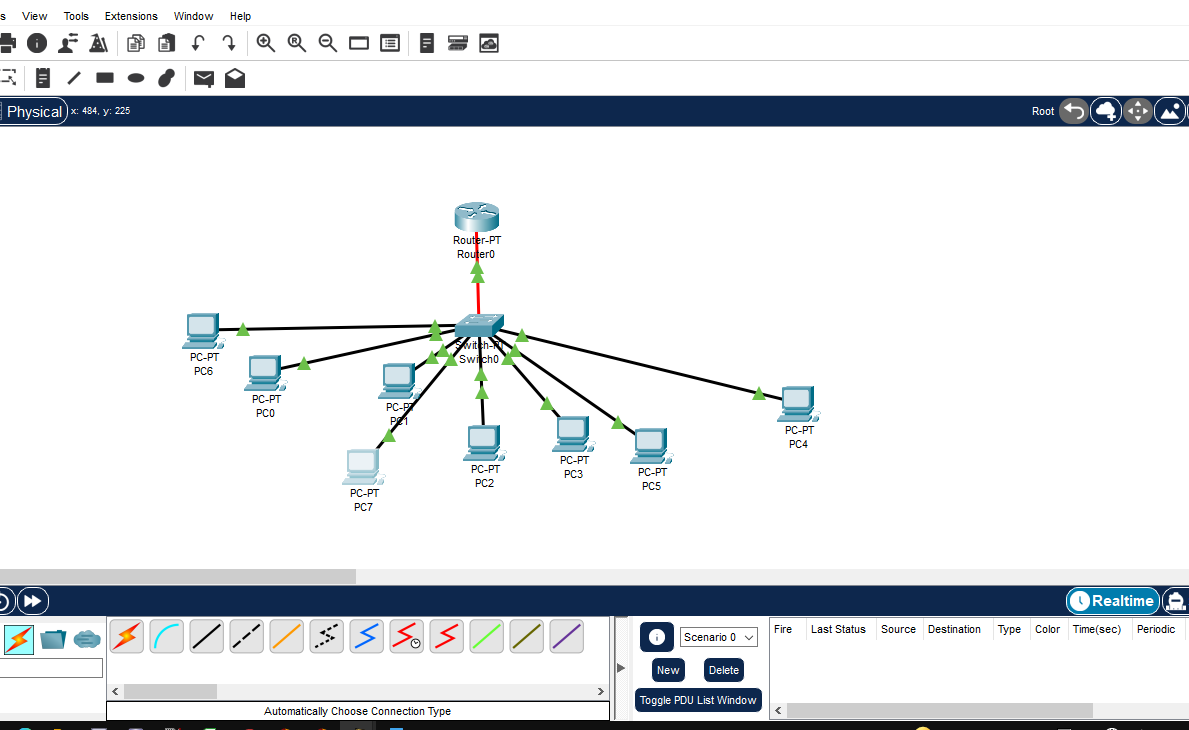 View Tools Extensions Window Help
Physical x: 484, y: 225 Root
Router-PT
Router0
Switch-PT
Switch0
PC-PT
PC6
PC-PT
PC0
PC-PT
PC1
PC-PT
PC7
PC-PT
PC2
PC-PT
PC3
PC-PT
PC5
PC-PT
PC4
Realtime
Scenario 0
New Delete
Toggle PDU List Window
Fire Last Status Source Destination Type Color Time(sec) Periodic
Automatically Choose Connection Type